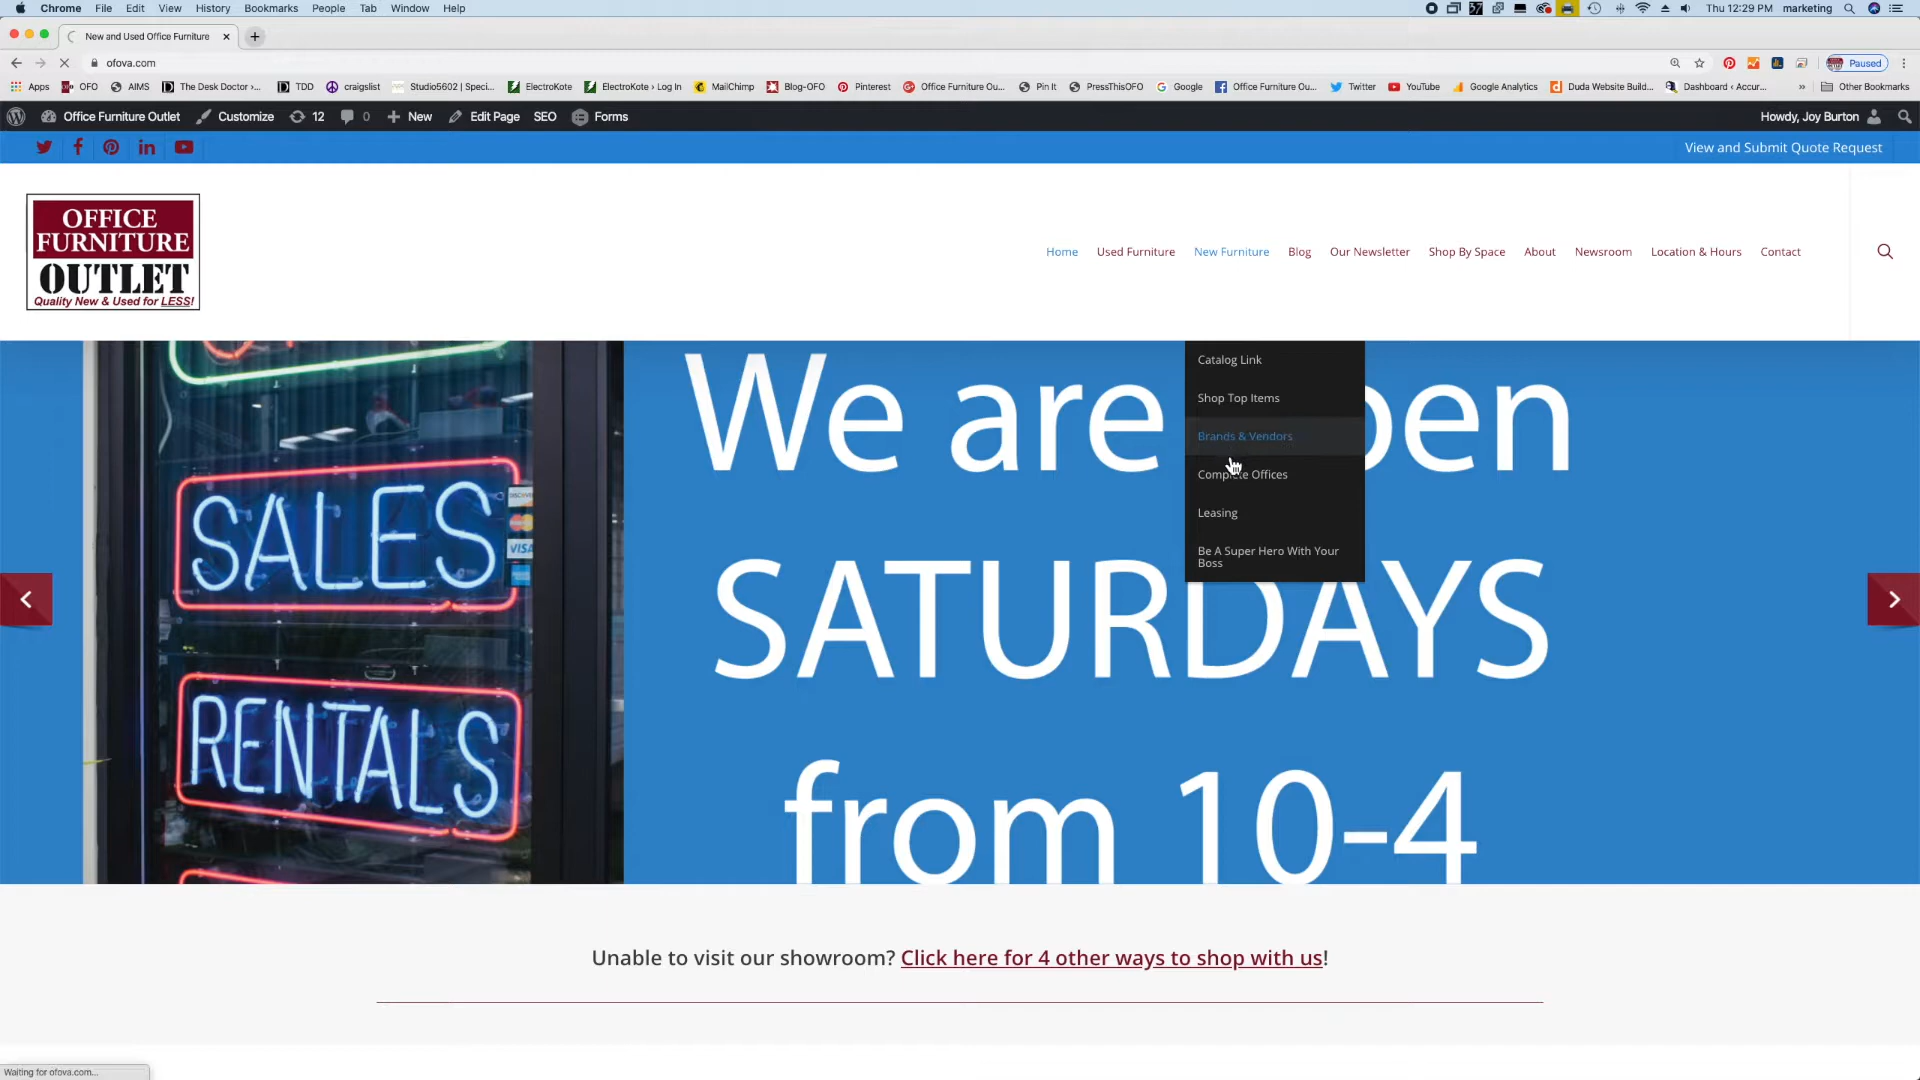 Chrome File Edit View History Bookmarks People Tab Window Help
Thu 12:29 PM marketing
New and Used Office Furniture
ofova.com
Paused
Apps OFO AIMS The Desk Doctor >... TDD craigslist Studio5602 | Speci... ElectroKote ElectroKote › Log In MailChimp Blog-OFO Pinterest Office Furniture Ou... Pin It PressThisOFO Google Office Furniture Ou... Twitter YouTube Google Analytics Duda Website Build... Dashboard ‹ Accur... » Other Bookmarks
Office Furniture Outlet Customize 12 0 New Edit Page SEO Forms Howdy, Joy Burton
View and Submit Quote Request
OFFICE
FURNITURE
OUTLET
Quality New & Used for LESS!
Home Used Furniture New Furniture Blog Our Newsletter Shop By Space About Newsroom Location & Hours Contact
Catalog Link
Shop Top Items
Brands & Vendors
Complete Offices
Leasing
Be A Super Hero With Your
Boss
We are pen
SATURDAYS
from 10-4
SALES
DISCOVER
VISA
RENTALS
Unable to visit our showroom? Click here for 4 other ways to shop with us!
Waiting for ofova.com...